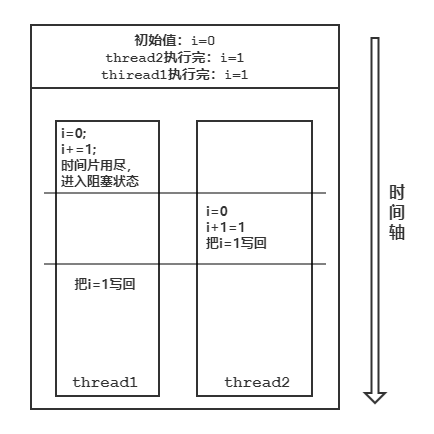 初始值：i=0
thread2执行完：i=1
thiread1执行完：i=1
i=0;
i+=1;
时间片用尽，
进入阻塞状态
i=0
i+1=1
把i=1写回
把i=1写回
thread1
thread2
时间轴